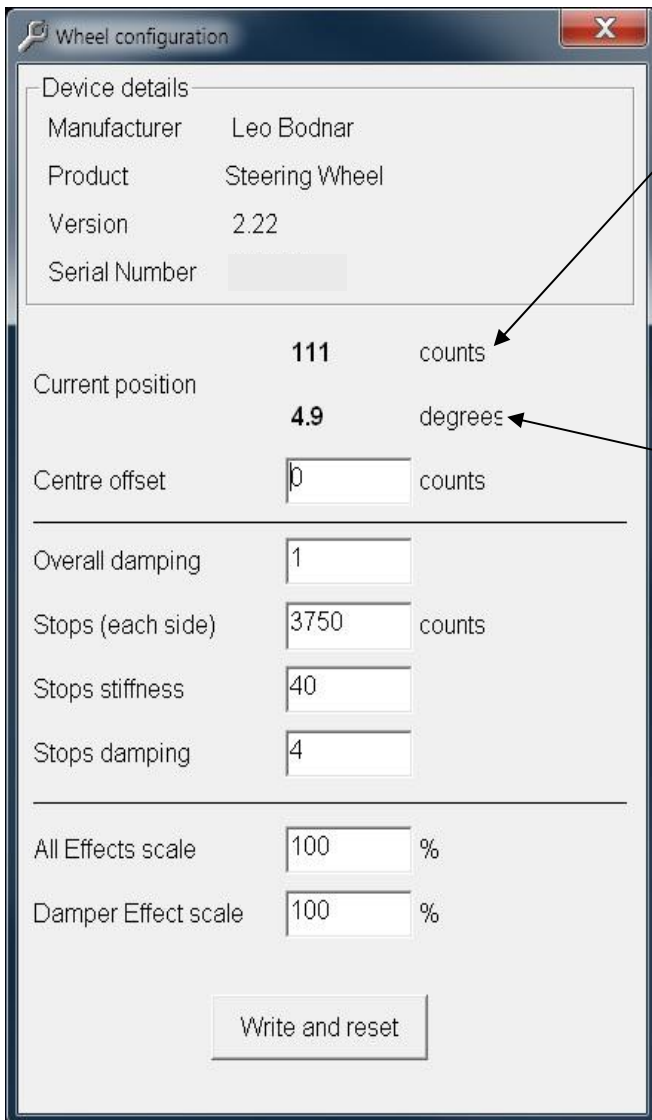 Wheel configuration
Device details
Manufacturer Leo Bodnar
Product Steering Wheel
Version 2.22
Serial Number
111 counts
Current position
4.9 degrees
Centre offset 0 counts
Overall damping 1
Stops (each side) 3750 counts
Stops stiffness 40
Stops damping 4
All Effects scale 100 %
Damper Effect scale 100 %
Write and reset